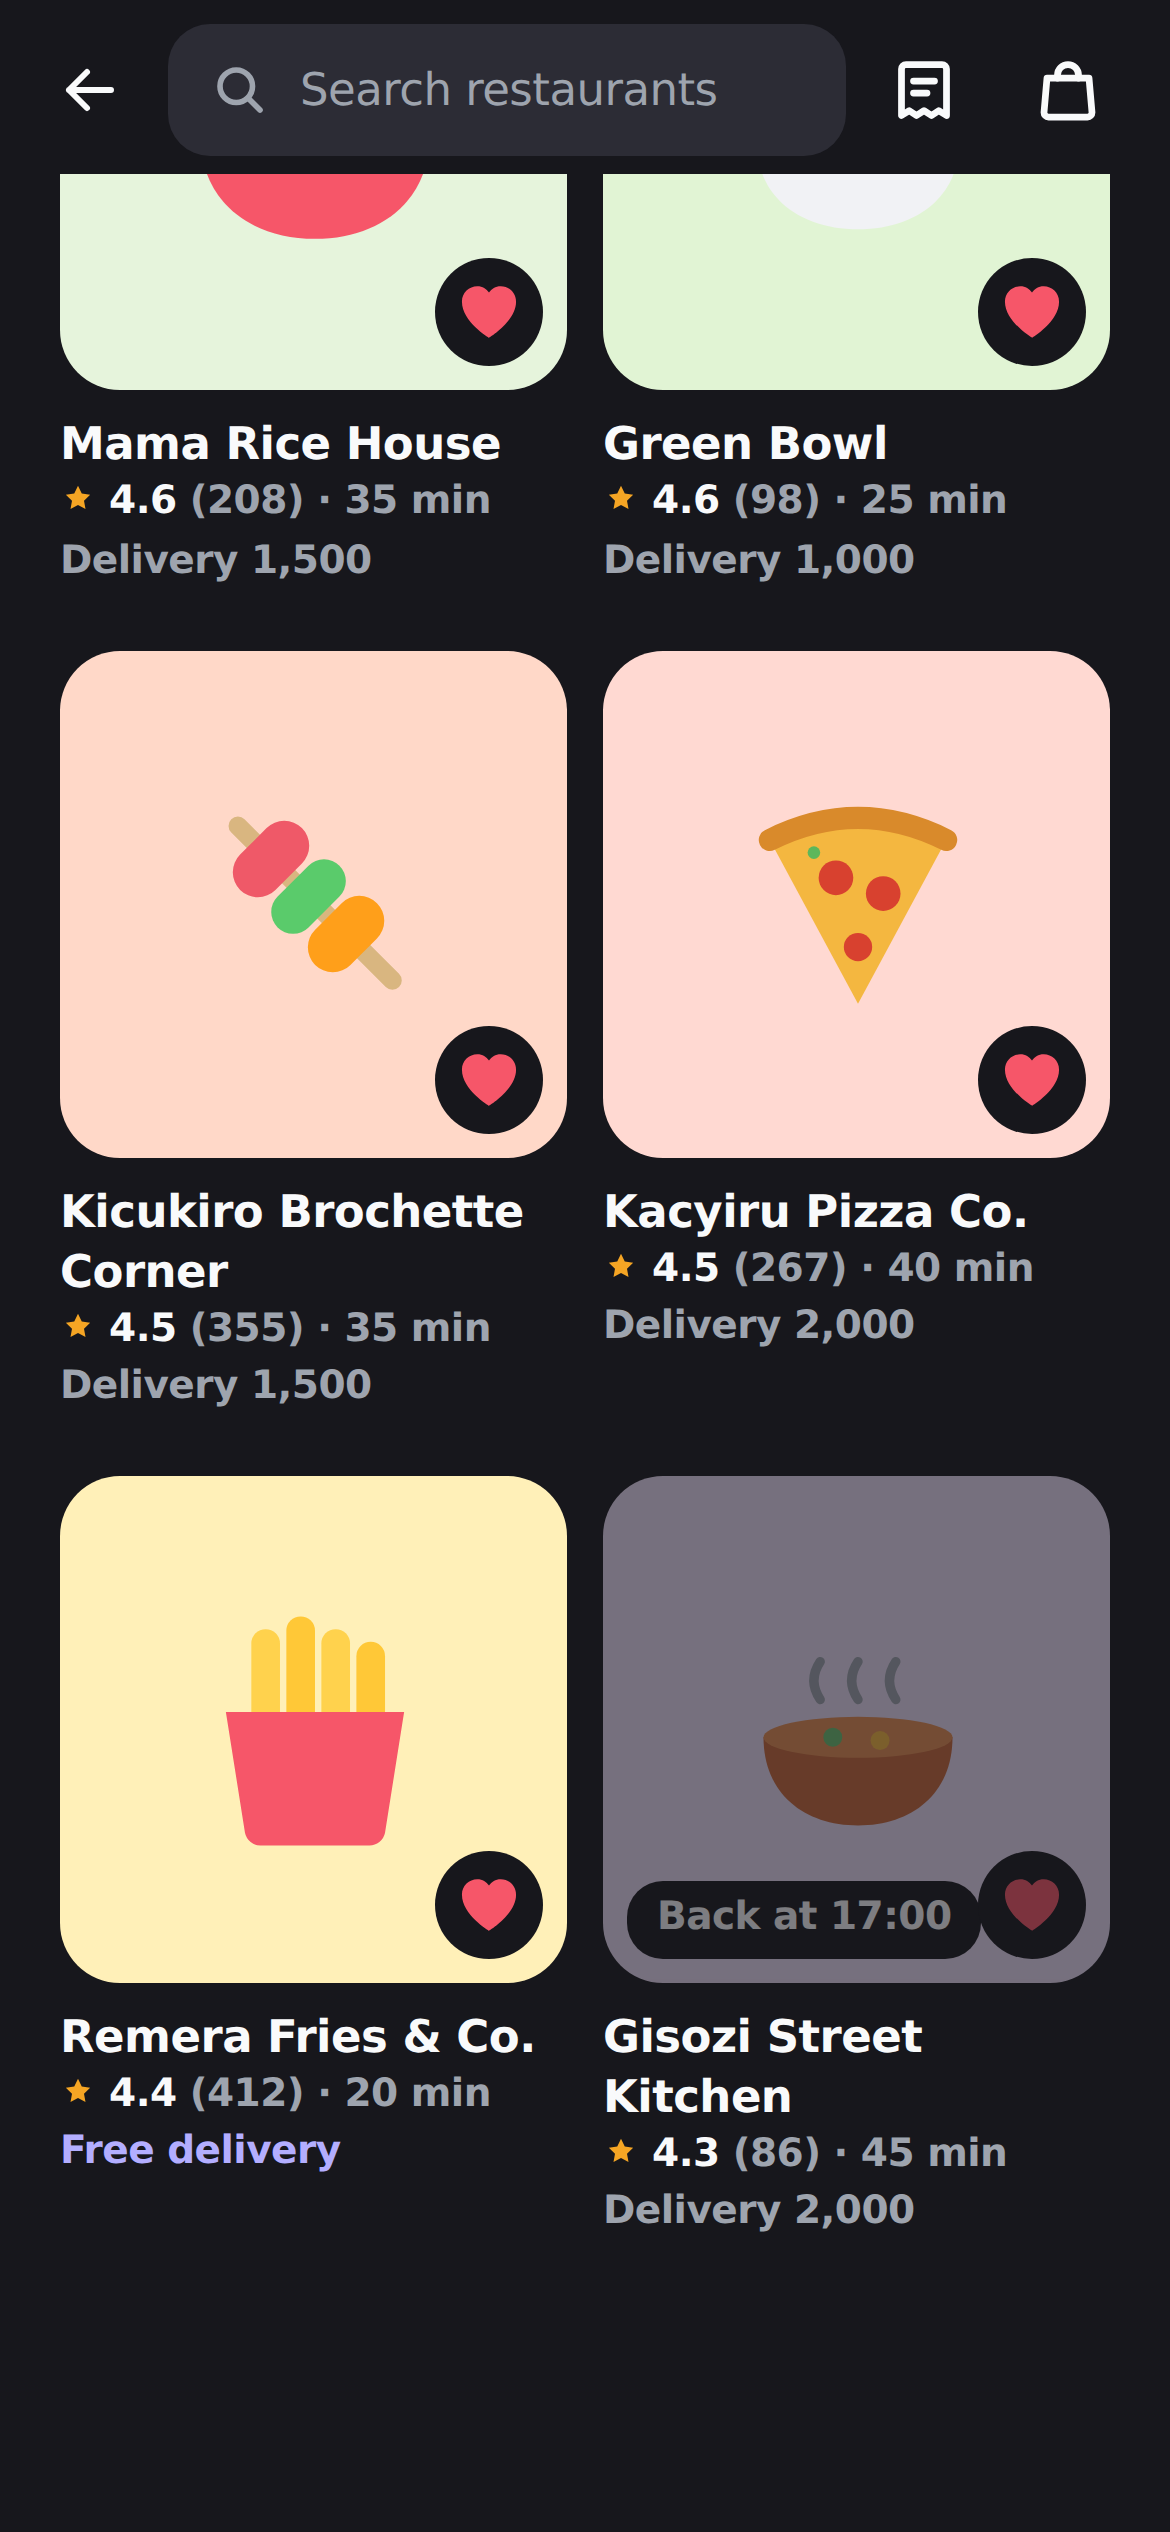 Search restaurants
Mama Rice House
4.6 (208) · 35 min
Delivery 1,500
Green Bowl
4.6 (98) · 25 min
Delivery 1,000
Kicukiro Brochette
Corner
4.5 (355) · 35 min
Delivery 1,500
Kacyiru Pizza Co.
4.5 (267) · 40 min
Delivery 2,000
Remera Fries & Co.
4.4 (412) · 20 min
Free delivery
Back at 17:00
Gisozi Street
Kitchen
4.3 (86) · 45 min
Delivery 2,000